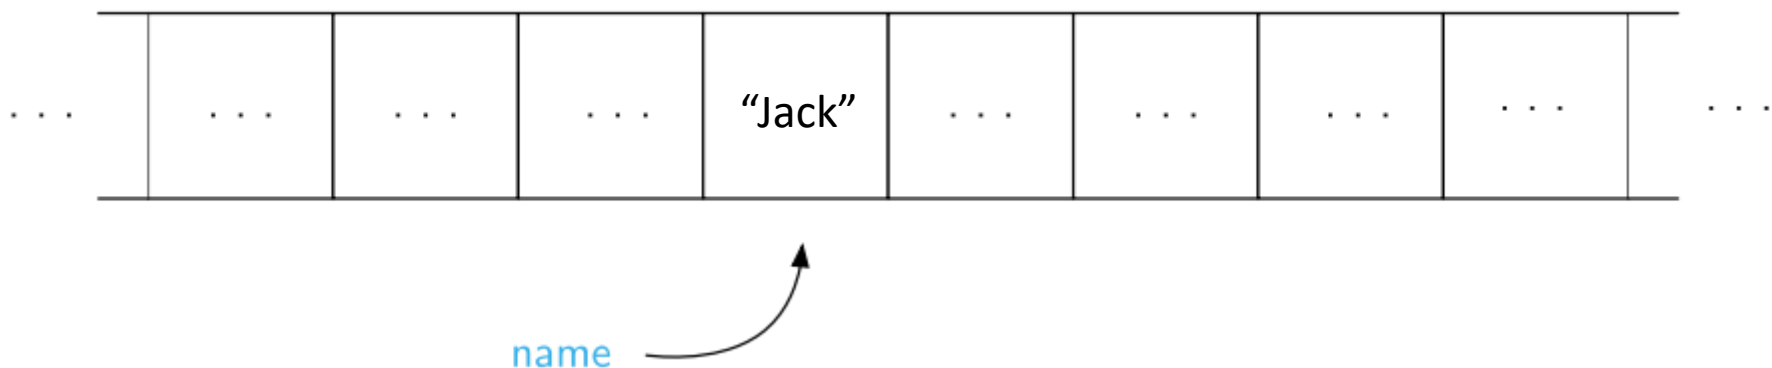 . . . . . . . . . . . . . . . “Jack” . . . . . . . . . . . . . . .
name